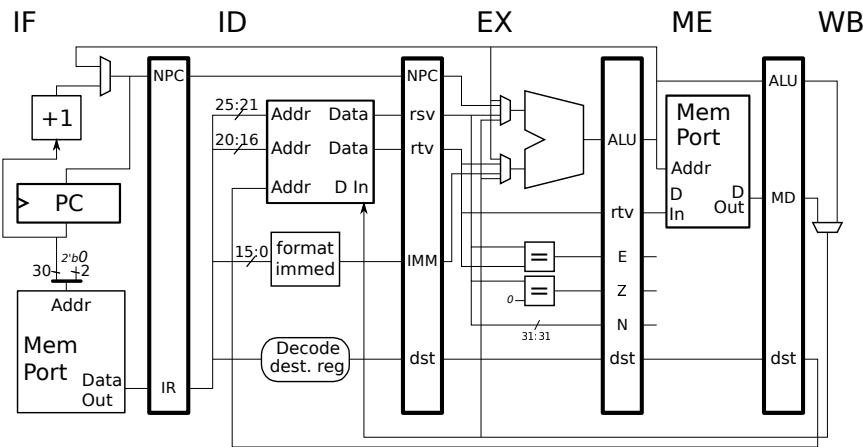 IF ID EX ME WB
NPC NPC ALU
25:21 Addr Data rsv
+1
20:16 Addr Data rtv
Mem
Port
ALU
Addr
Addr D In
PC
D
In
D
Out
MD
rtv
2'b0
30 2
15:0
format
immed
IMM
=
E
Addr
0
=
Z
31:31
N
Mem
Port
Data
Out
IR
Decode
dest. reg
dst dst dst